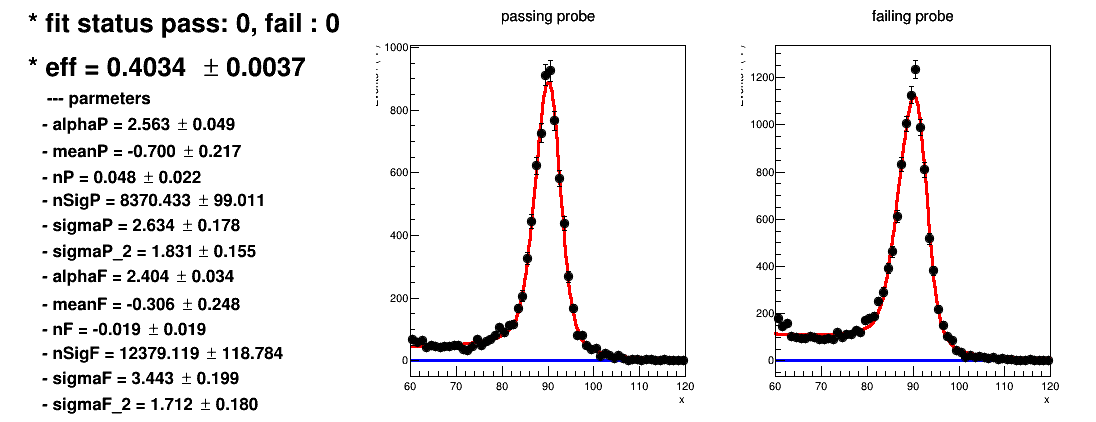 * fit status pass: 0, fail : 0
* eff = 0.4034 ± 0.0037
--- parmeters
- alphaP = 2.563 ± 0.049
- meanP = -0.700 ± 0.217
- nP = 0.048 ± 0.022
- nSigP = 8370.433 ± 99.011
- sigmaP = 2.634 ± 0.178
- sigmaP_2 = 1.831 ± 0.155
- alphaF = 2.404 ± 0.034
- meanF = -0.306 ± 0.248
- nF = -0.019 ± 0.019
- nSigF = 12379.119 ± 118.784
- sigmaF = 3.443 ± 0.199
- sigmaF_2 = 1.712 ± 0.180
passing probe
1000
800
600
400
200
0
60 70 80 90 100 110 120
x
failing probe
1200
1000
800
600
400
200
0
60 70 80 90 100 110 120
x